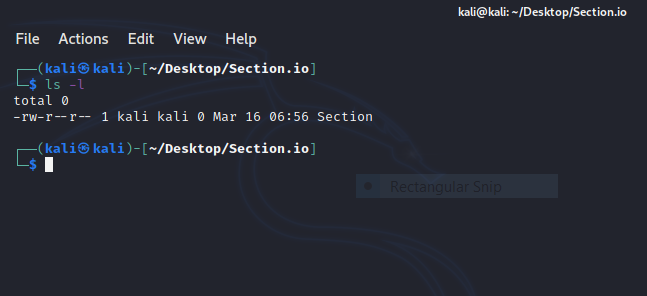 kali@kali: ~/Desktop/Section.io
File Actions Edit View Help
┌──(kali㉿kali)-[~/Desktop/Section.io]
└─$ ls -l
total 0
-rw-r--r-- 1 kali kali 0 Mar 16 06:56 Section
┌──(kali㉿kali)-[~/Desktop/Section.io]
└─$
Rectangular Snip